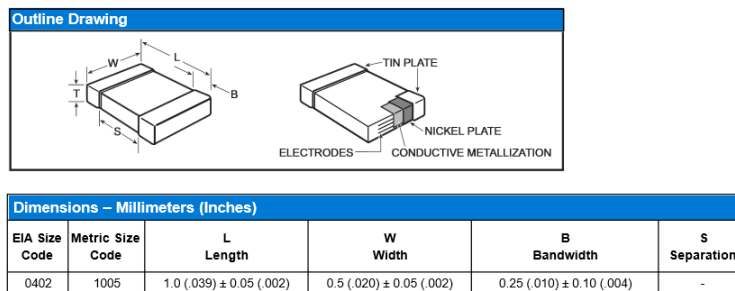 Outline Drawing
W
L
T
B
S
TIN PLATE
NICKEL PLATE
ELECTRODES
CONDUCTIVE METALLIZATION
Dimensions – Millimeters (Inches)
EIA Size Code Metric Size Code L Length W Width B Bandwidth S Separation
0402 1005 1.0 (.039) ± 0.05 (.002) 0.5 (.020) ± 0.05 (.002) 0.25 (.010) ± 0.10 (.004) -